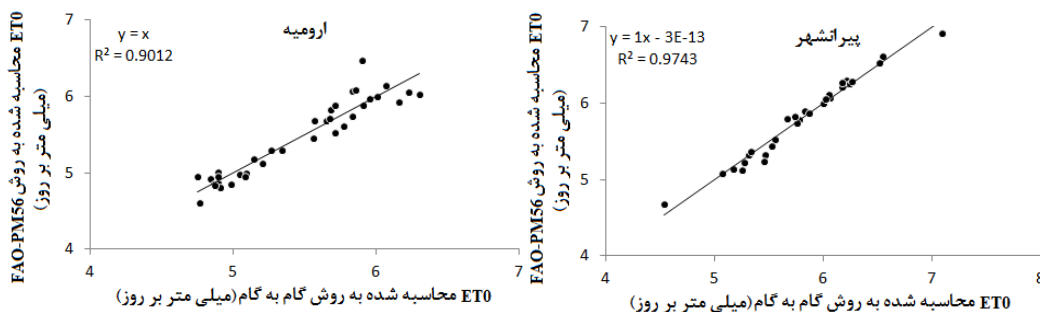 ارومیه
y = x
R² = 0.9012
ET0 محاسبه شده به روش FAO-PM56
(میلی متر بر روز)
7
6
5
4
4
5
6
7
ET0 محاسبه شده به روش گام به گام(میلی متر بر روز)
پیرانشهر
y = 1x - 3E-13
R² = 0.9743
ET0 محاسبه شده به روش FAO-PM56
(میلی متر بر روز)
7
6
5
4
4
5
6
7
8
ET0 محاسبه شده به روش گام به گام(میلی متر بر روز)